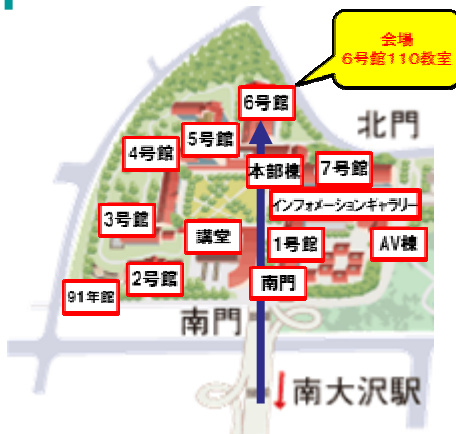 会場
6号館110教室
6号館
北門
5号館
4号館
本部棟
7号館
インフォメーションギャラリー
3号館
講堂
1号館
AV棟
2号館
南門
91年館
南門
南大沢駅